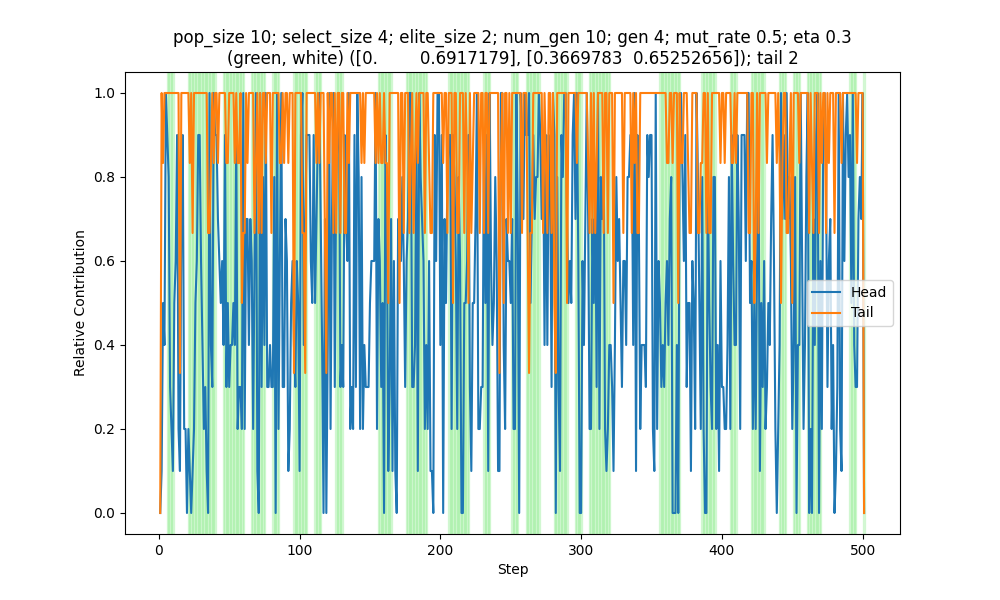 pop_size 10; select_size 4; elite_size 2; num_gen 10; gen 4; mut_rate 0.5; eta 0.3
(green, white) ([0.         0.6917179], [0.3669783  0.65252656]); tail 2
1.0
0.8
0.6
0.4
0.2
0.0
Relative Contribution
Head
Tail
0 100 200 300 400 500
Step